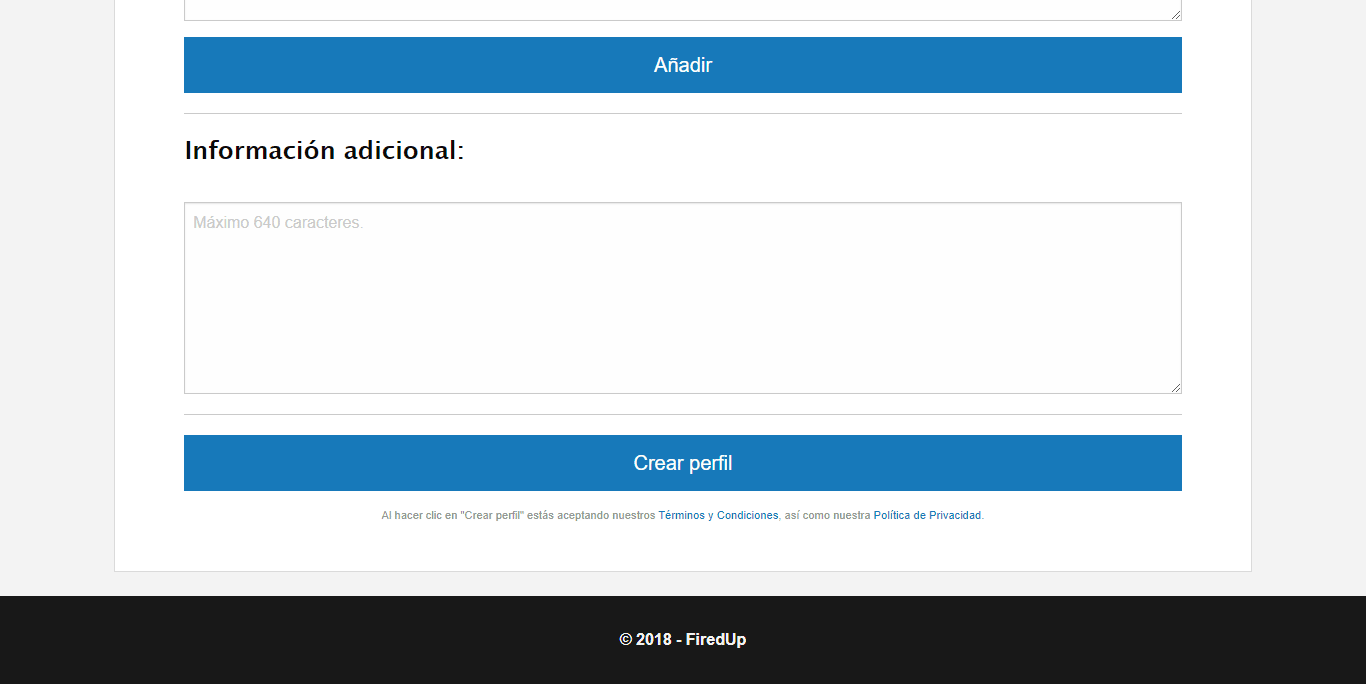 Añadir
Información adicional:
Máximo 640 caracteres.
Crear perfil
Al hacer clic en "Crear perfil" estás aceptando nuestros Términos y Condiciones, así como nuestra Política de Privacidad.
© 2018 - FiredUp